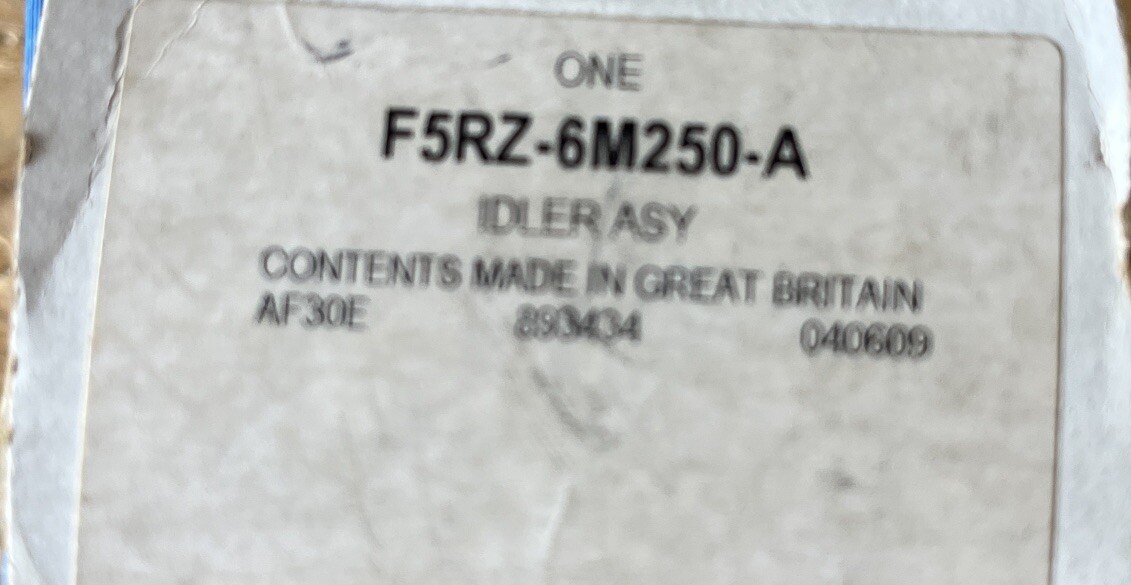 ONE
F5RZ-6M250-A
IDLER ASY
CONTENTS MADE IN GREAT BRITAIN
AF30E 893434 040609